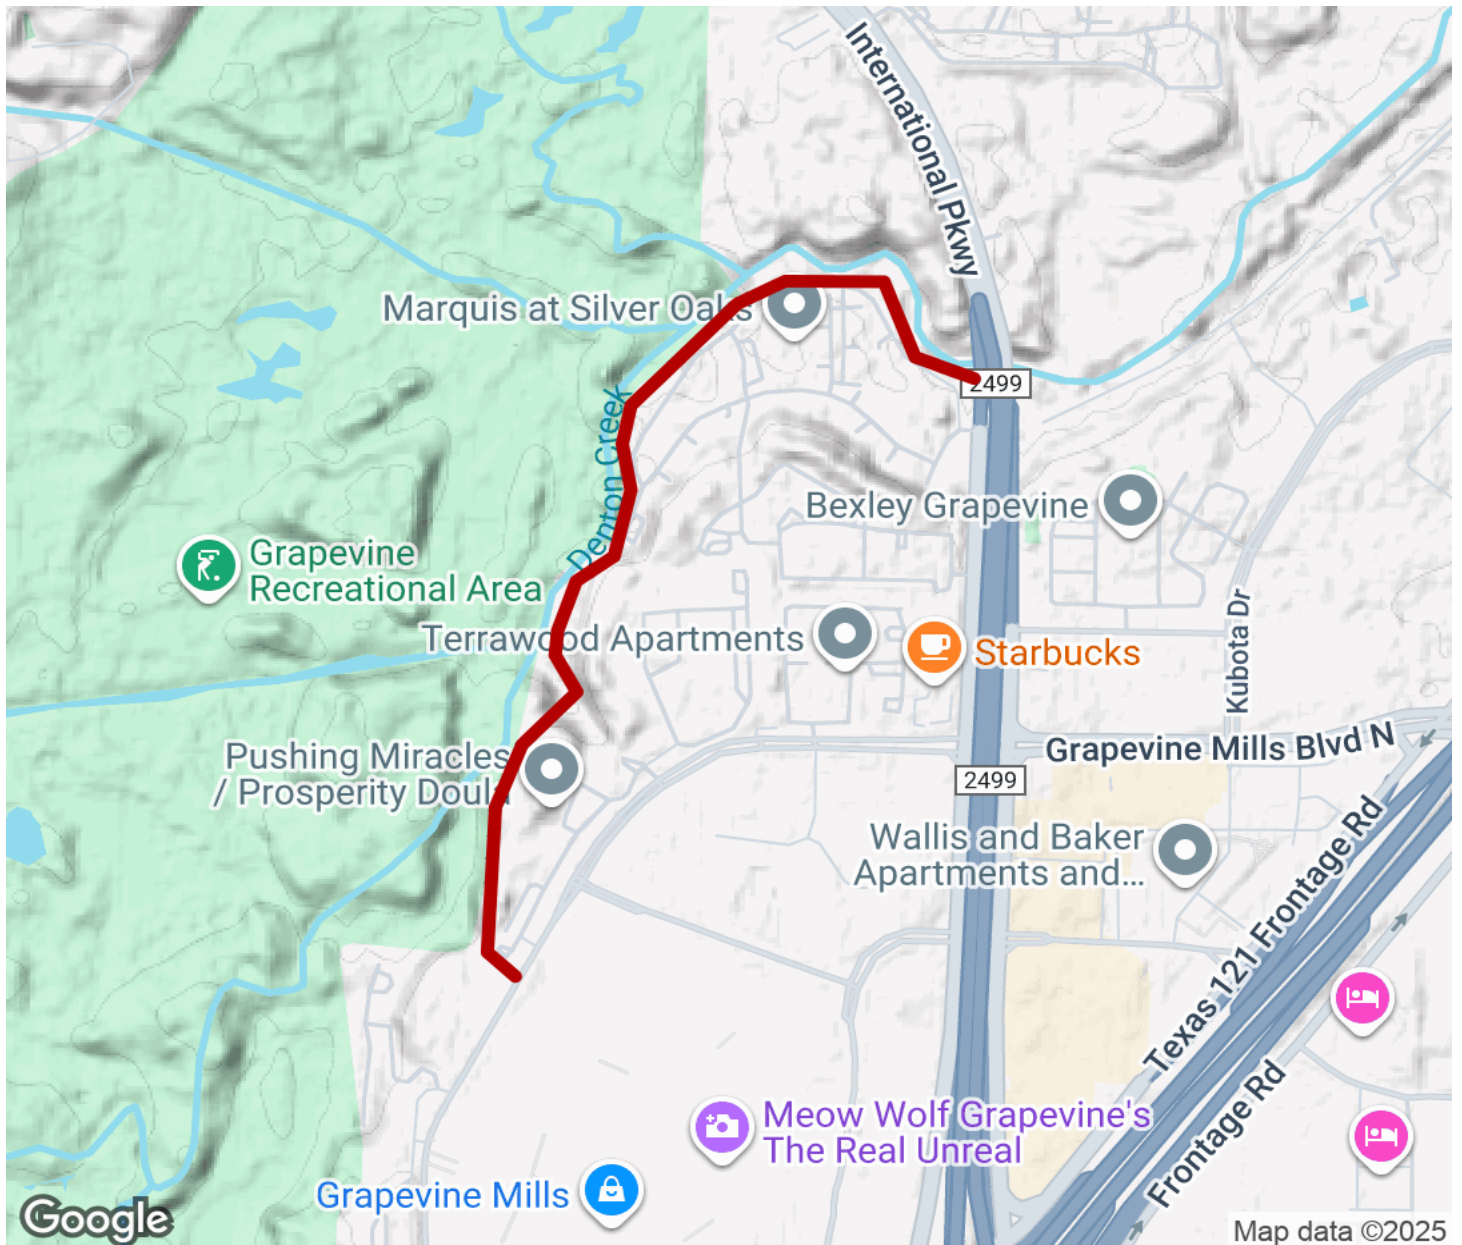 International Pkwy
Marquis at Silver Oaks
2499
Denton Creek
Bexley Grapevine
Grapevine
Recreational Area
Terrawood Apartments
Starbucks
Kubota Dr
Pushing Miracles
/ Prosperity Doula
Grapevine Mills Blvd N
2499
Wallis and Baker
Apartments and...
Texas 121 Frontage Rd
Frontage Rd
Meow Wolf Grapevine's
The Real Unreal
Grapevine Mills
Google
Map data ©2025